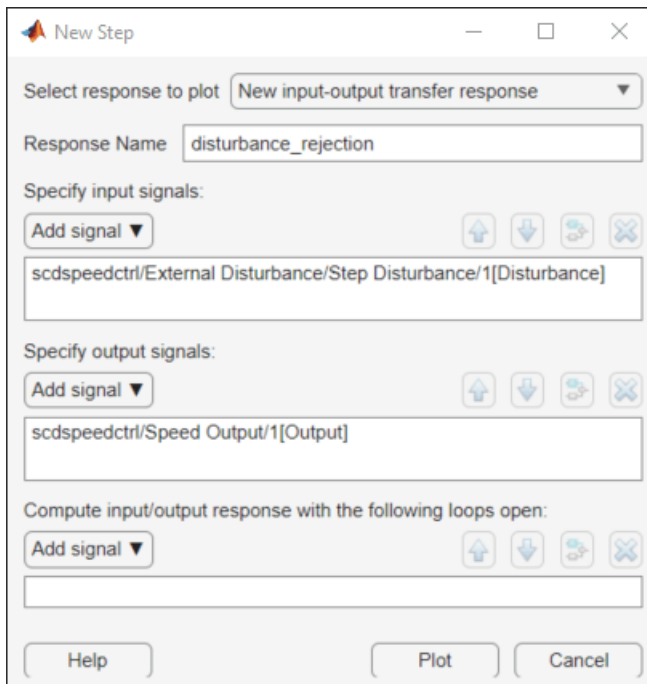 New Step
Select response to plot New input-output transfer response
Response Name disturbance_rejection
Specify input signals:
Add signal ▼
scdspeedctrl/External Disturbance/Step Disturbance/1[Disturbance]
Specify output signals:
Add signal ▼
scdspeedctrl/Speed Output/1[Output]
Compute input/output response with the following loops open:
Add signal ▼
Help Plot Cancel